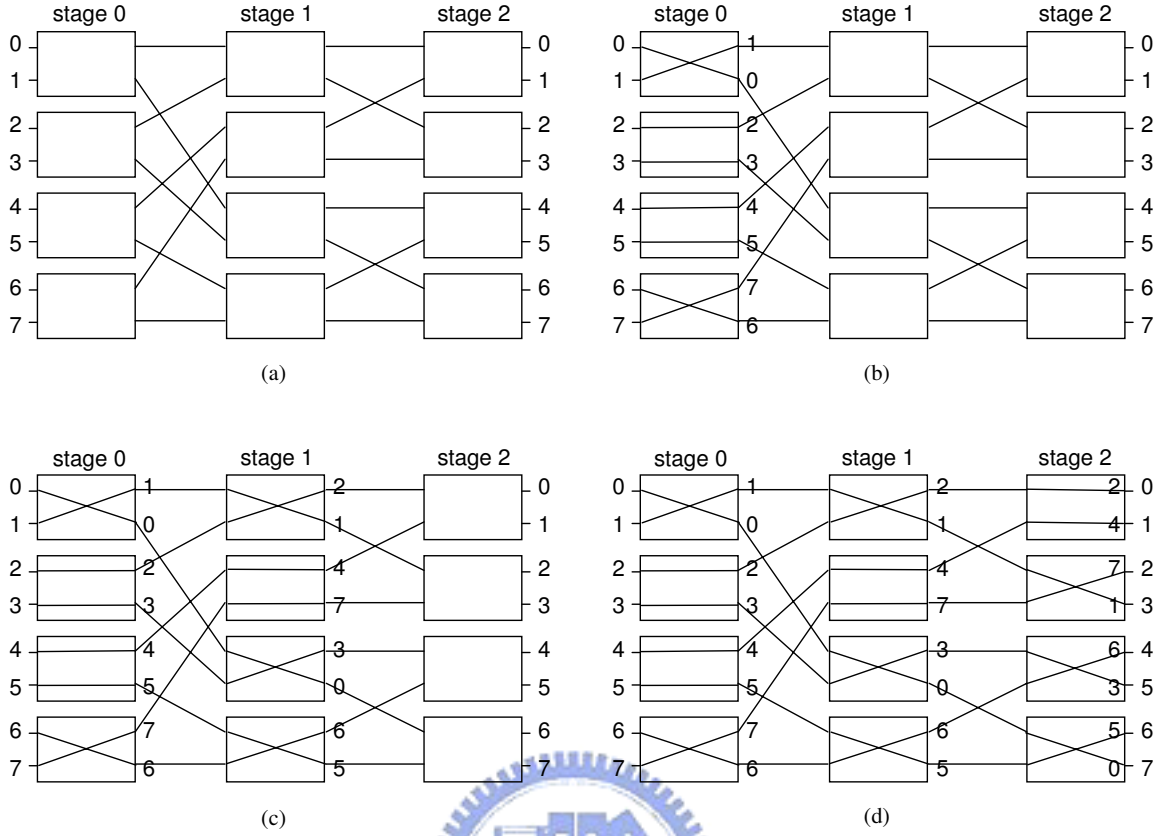 stage 0 stage 1 stage 2 stage 0 stage 1 stage 2
0 0 0 1 0
1 1 1 0 1
2 2 2 2 2
3 3 3 3 3
4 4 4 4 4
5 5 5 5 5
6 6 6 7 6
7 7 7 6 7
(a) (b)
stage 0 stage 1 stage 2 stage 0 stage 1 stage 2
0 1 2 0 0 1 2 2 0
1 0 1 1 1 0 1 4 1
2 2 4 2 2 2 4 7 2
3 3 7 3 3 3 7 1 3
4 4 3 4 4 4 3 6 4
5 5 0 5 5 5 0 3 5
6 7 6 6 6 7 6 5 6
7 6 5 7 7 6 5 0 7
(c) (d)